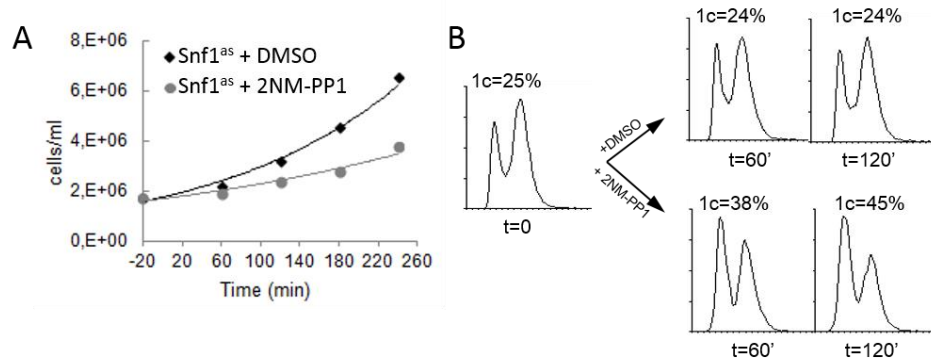 A
8,E+06
6,E+06
4,E+06
2,E+06
0,E+00
cells/ml
Snf1as + DMSO
Snf1as + 2NM-PP1
-20 20 60 100 140 180 220 260
Time (min)
B
1c=25%
t=0
+DMSO
+ 2NM-PP1
1c=24%
t=60'
1c=24%
t=120'
1c=38%
t=60'
1c=45%
t=120'